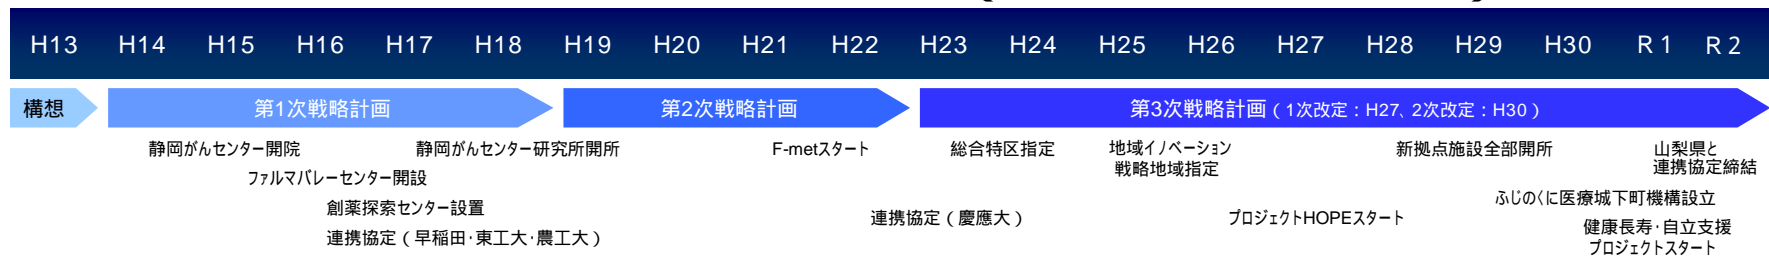 H13 H14 H15 H16 H17 H18 H19 H20 H21 H22 H23 H24 H25 H26 H27 H28 H29 H30 R1 R2
構想 第1次戦略計画 第2次戦略計画 第3次戦略計画(1次改定:H27、2次改定:H30)
静岡がんセンター開院 静岡がんセンター研究所開所 F-metスタート 総合特区指定 地域イノベーション 新拠点施設全部開所 山梨県と
戦略地域指定 連携協定締結
ファルマバレーセンター開設
ふじのくに医療城下町機構設立
創薬探索センター設置
連携協定(慶應大) プロジェクトHOPEスタート
健康長寿・自立支援
連携協定(早稲田・東工大・農工大)
プロジェクトスタート